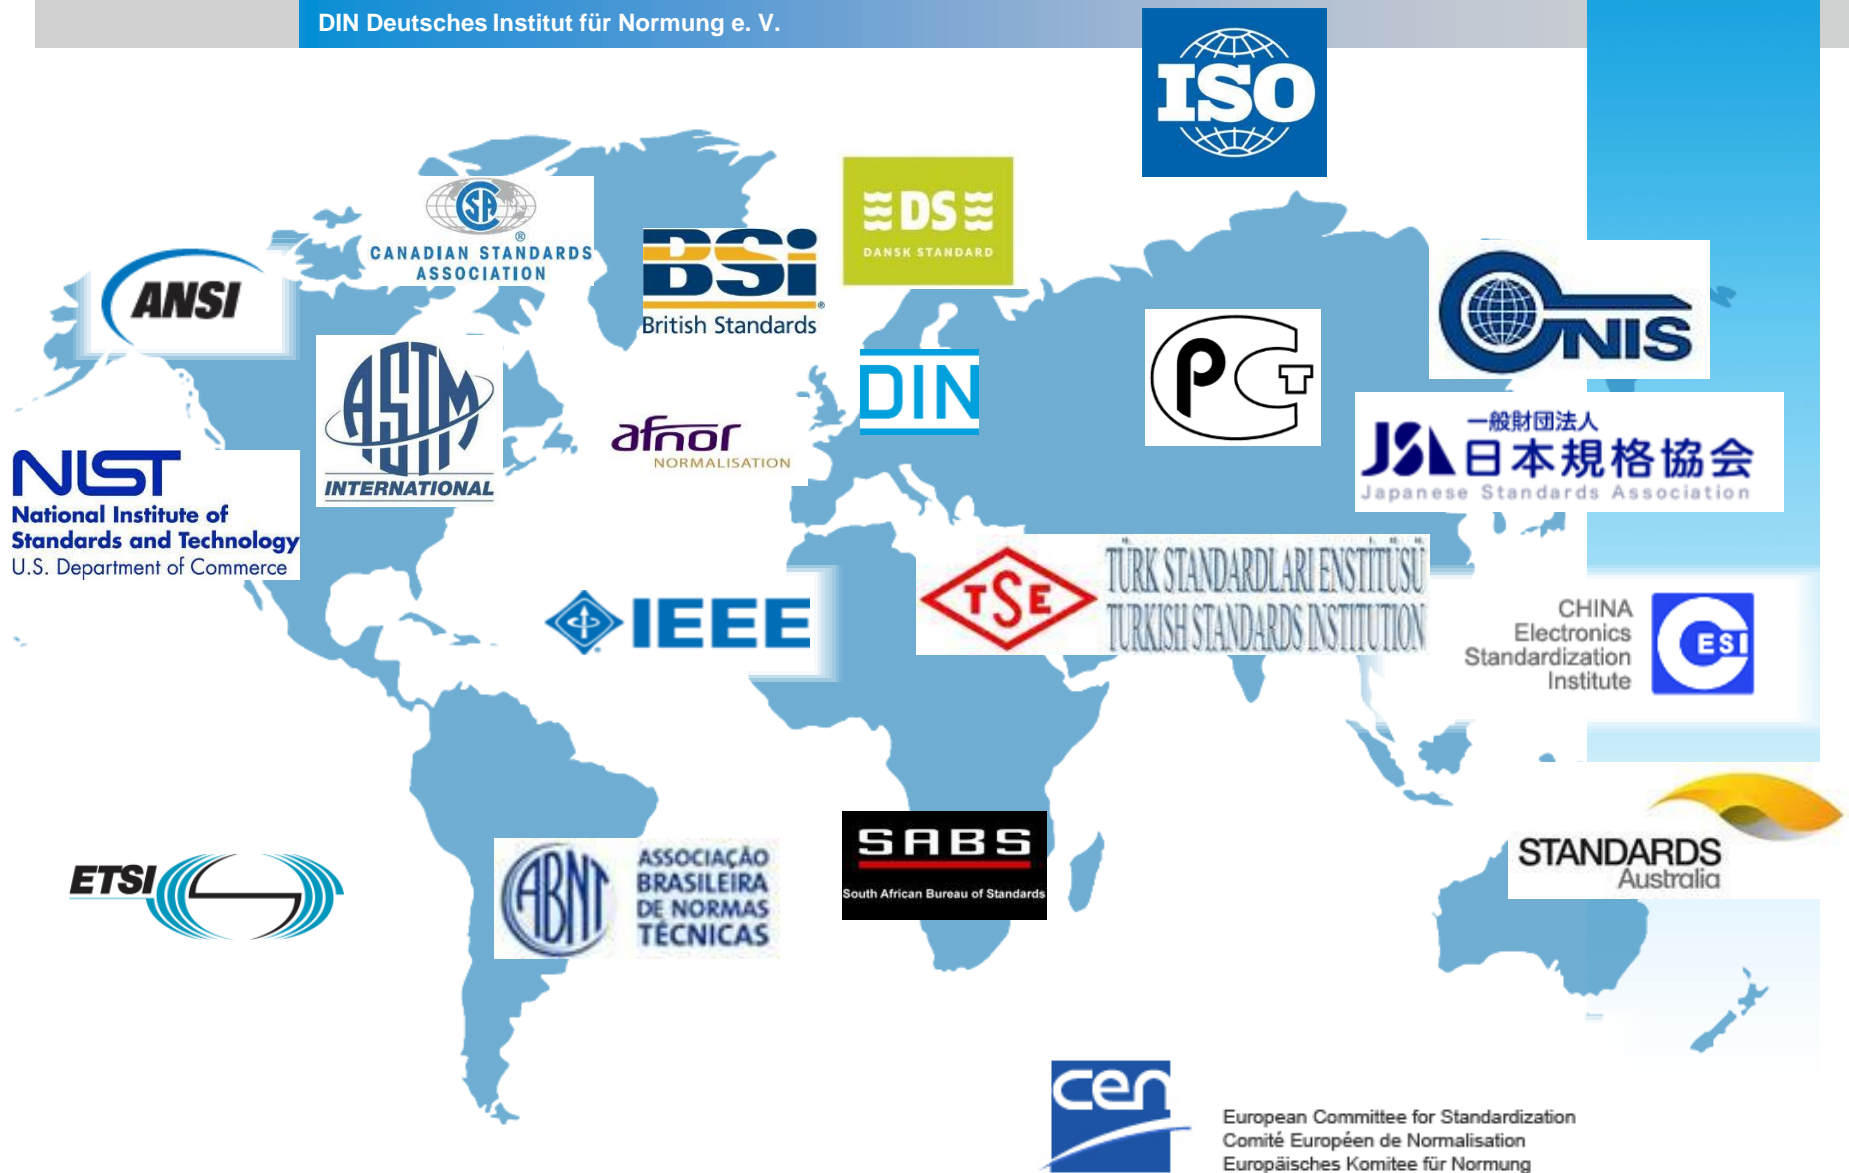 DIN Deutsches Institut für Normung e. V.
ISO
CSA
®
CANADIAN STANDARDS
ASSOCIATION
DS
DANSK STANDARD
BSi
®
British Standards
ANSI
CNIS
ASTM
INTERNATIONAL
DIN
PCT
afnor
NORMALISATION
一般財団法人
JSA 日本規格協会
Japanese Standards Association
NIST
National Institute of
Standards and Technology
U.S. Department of Commerce
IEEE
TSE
TÜRK STANDARDLARI ENSTİTÜSÜ
TURKISH STANDARDS INSTITUTION
CHINA
Electronics
Standardization
Institute
CESI
STANDARDS
Australia
ETSI
ABNT
ASSOCIAÇÃO
BRASILEIRA
DE NORMAS
TÉCNICAS
SABS
South African Bureau of Standards
cen
European Committee for Standardization
Comité Européen de Normalisation
Europäisches Komitee für Normung